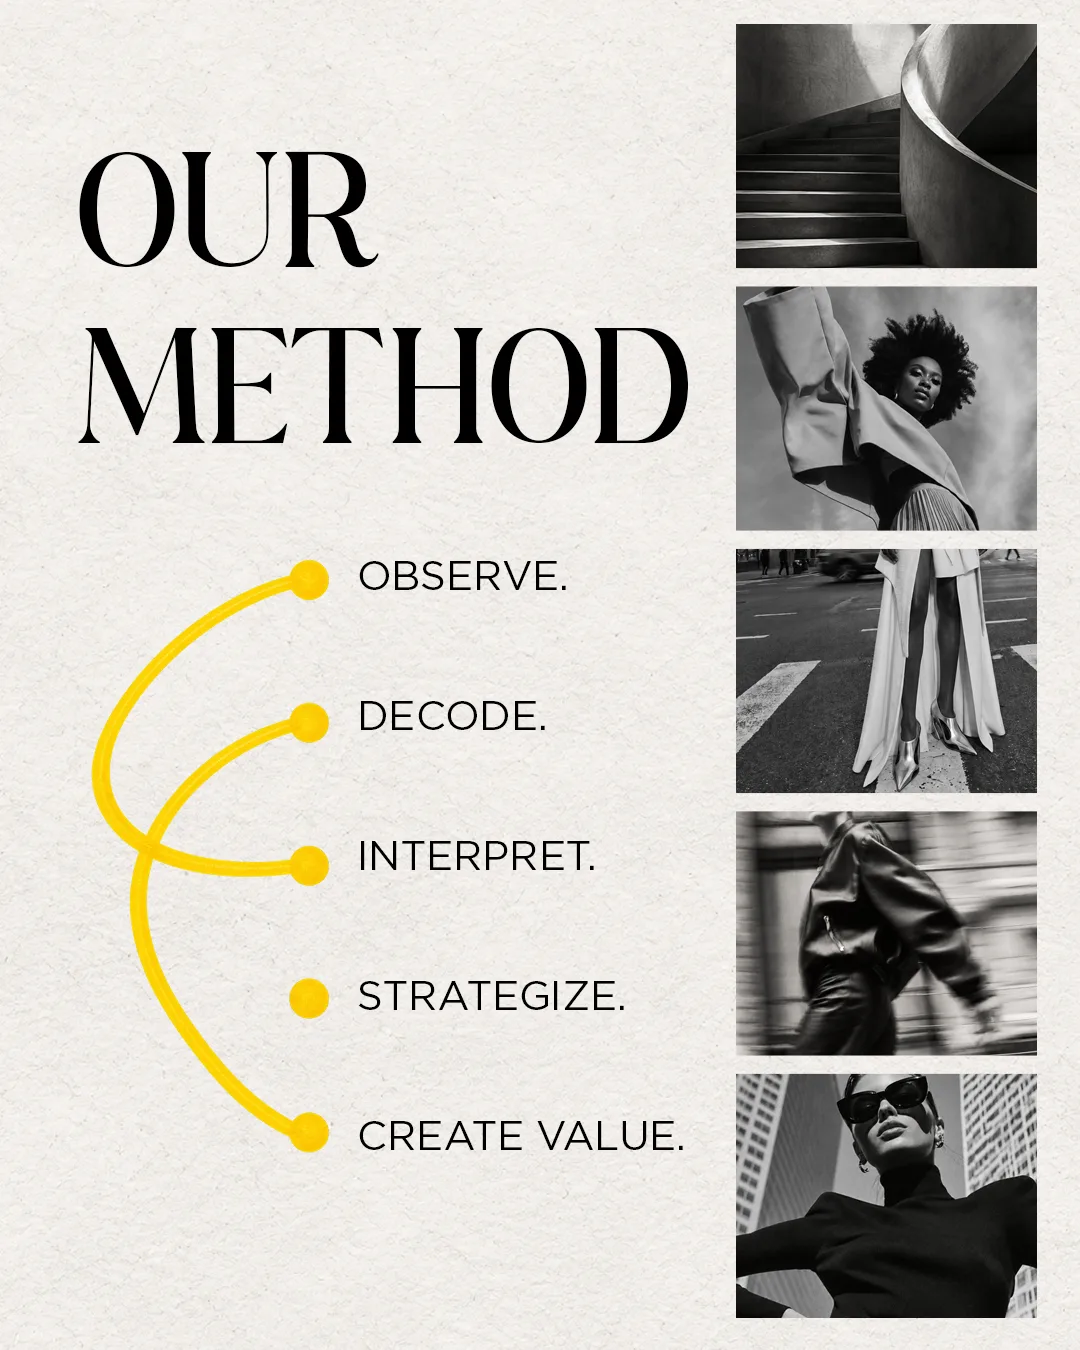 OUR
METHOD
OBSERVE.
DECODE.
INTERPRET.
STRATEGIZE.
CREATE VALUE.